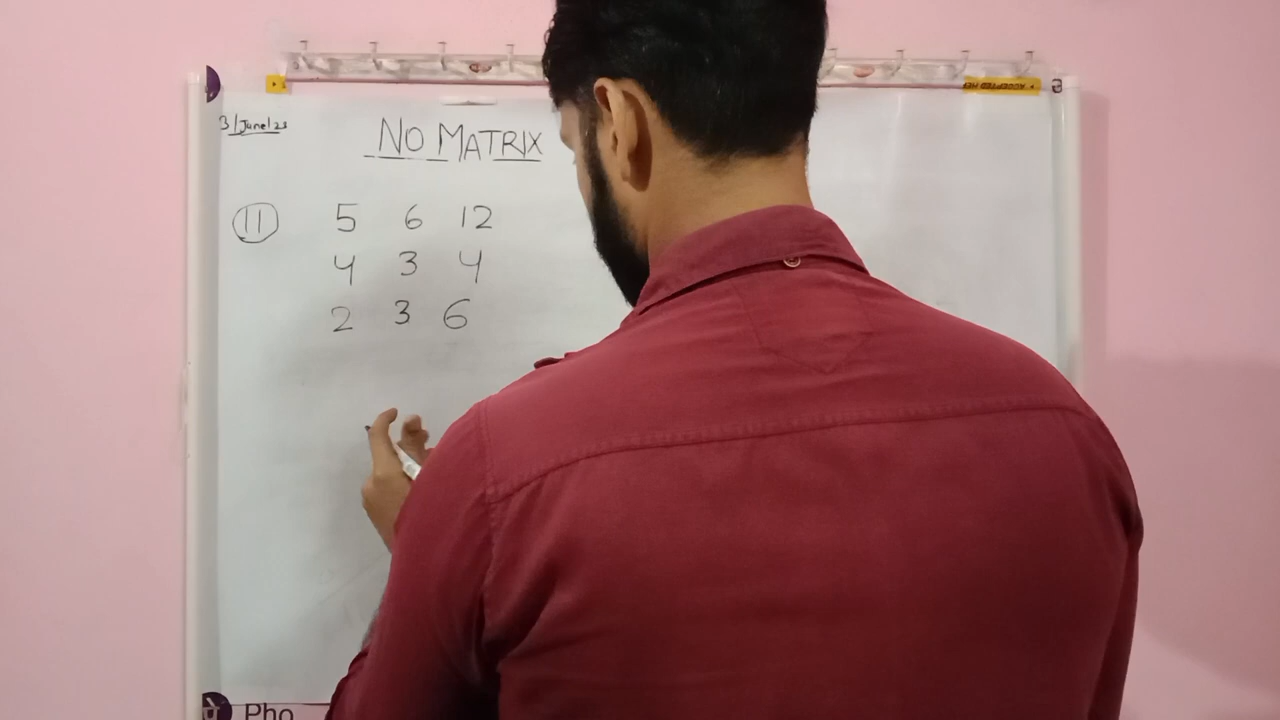 3/June/23
NO MATRIX
11 5 6 12
4 3 4
2 3 6
पे Pho